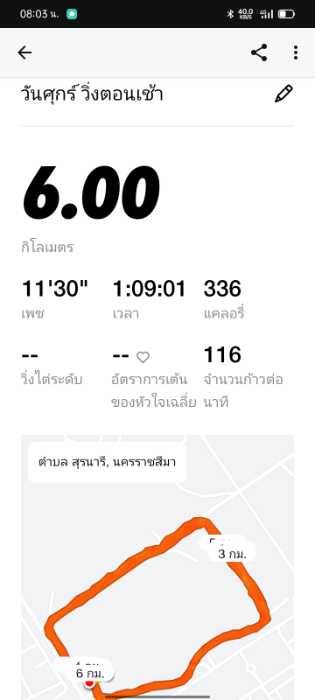 08:03 น.
40.0 KB/S
วันศุกร์ วิ่งตอนเช้า
6.00
กิโลเมตร
11'30" 1:09:01 336
เพซ เวลา แคลอรี่
-- -- 116
วิ่งไต่ระดับ อัตราการเต้นของหัวใจเฉลี่ย จำนวนก้าวต่อนาที
ตำบล สุรนารี, นครราชสีมา
3 กม.
6 กม.